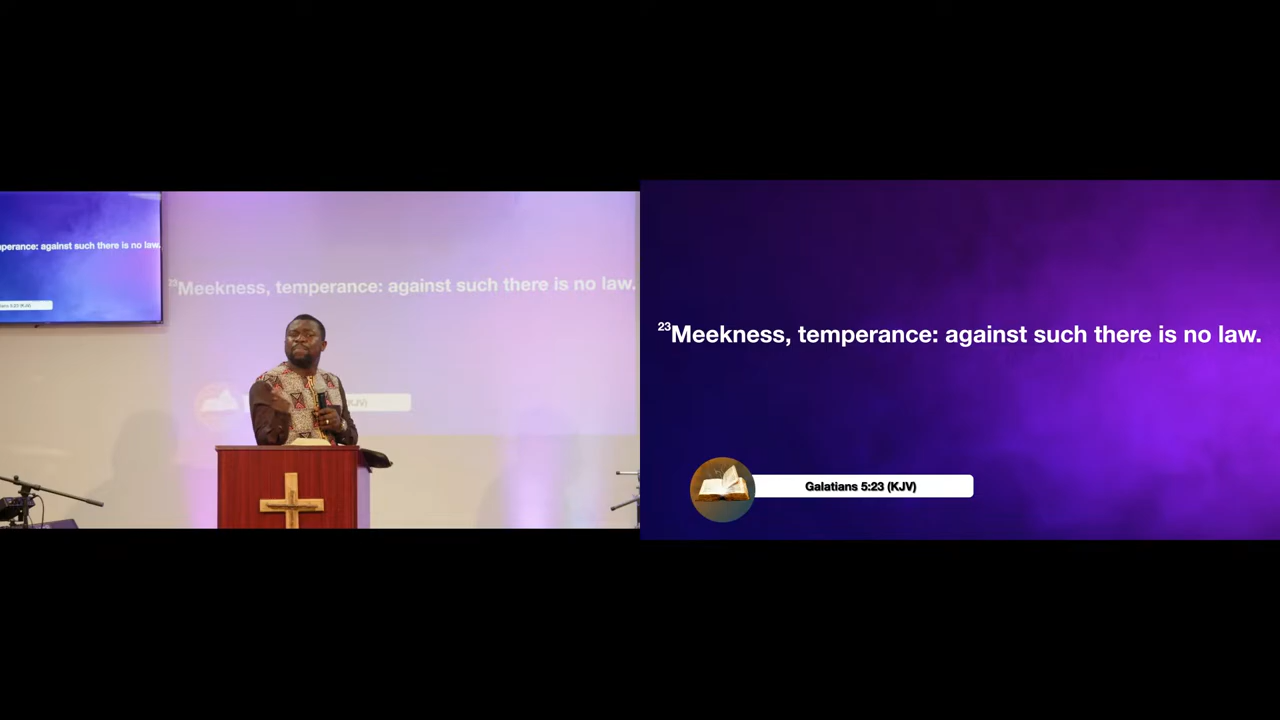 perance: against such there is no law.
23Meekness, temperance: against such there is no law.
KJV)
23Meekness, temperance: against such there is no law.
Galatians 5:23 (KJV)